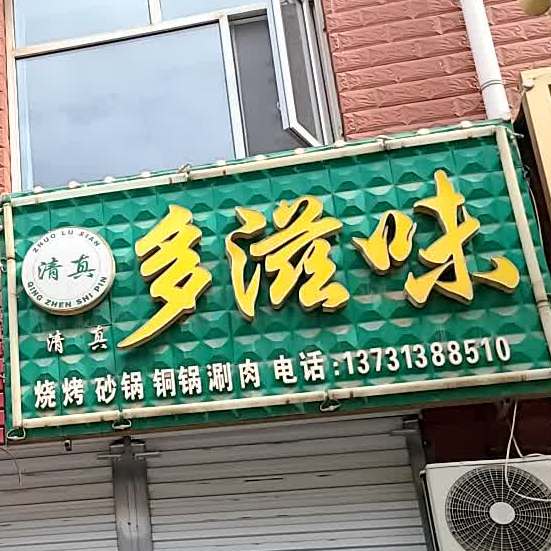 ZHUO LU XIAN
清真
QING ZHEN SHI PIN
清真
多滋味
烧烤 砂锅 铜锅涮肉 电话:13731388510